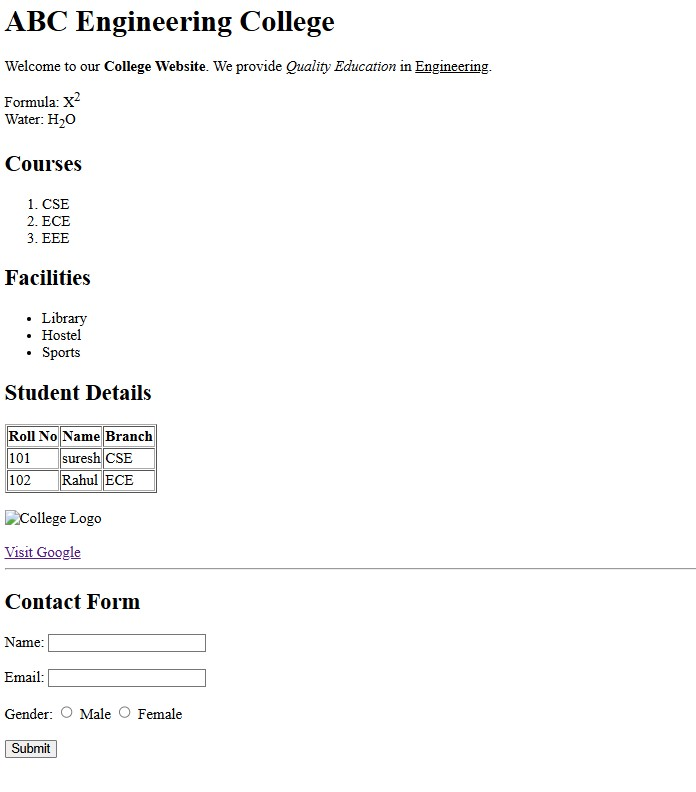 ABC Engineering College
Welcome to our College Website. We provide Quality Education in Engineering.
Formula: X²
Water: H₂O
Courses
1. CSE
2. ECE
3. EEE
Facilities
• Library
• Hostel
• Sports
Student Details
Roll No Name Branch
101 suresh CSE
102 Rahul ECE
College Logo
Visit Google
Contact Form
Name:
Email:
Gender: Male Female
Submit